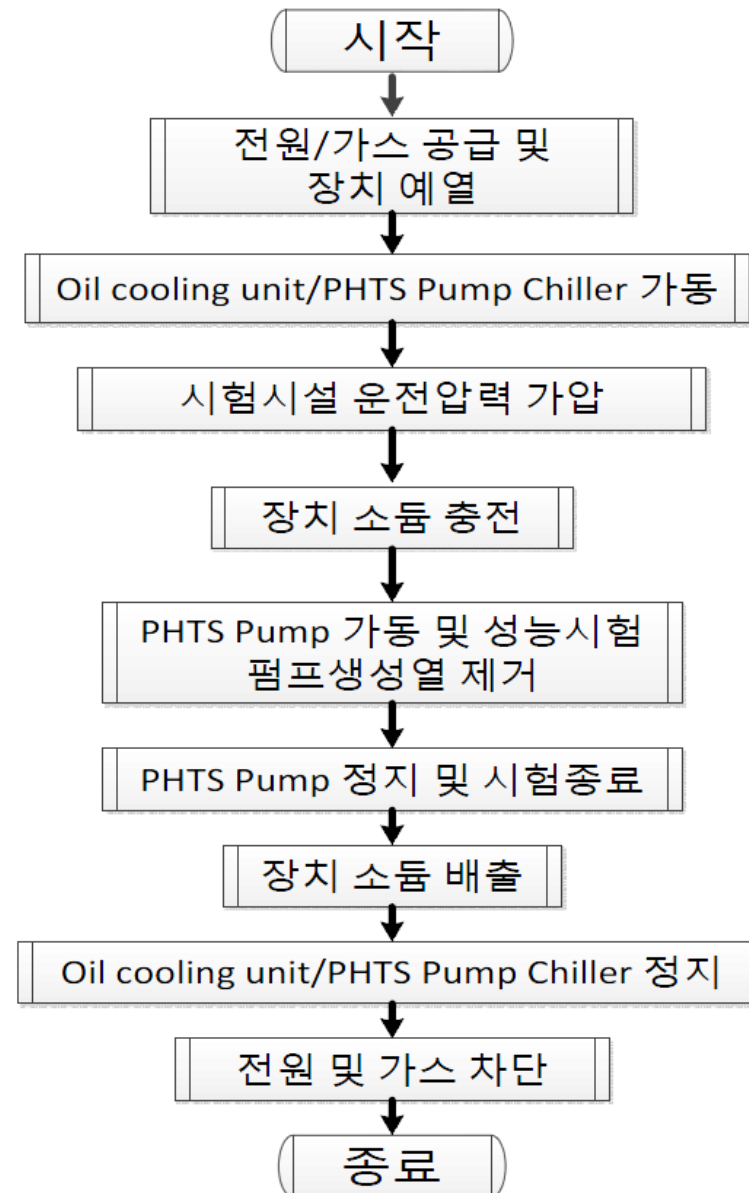 시작
전원/가스 공급 및
장치 예열
Oil cooling unit/PHTS Pump Chiller 가동
시험시설 운전압력 가압
장치 소듐 충전
PHTS Pump 가동 및 성능시험
펌프생성열 제거
PHTS Pump 정지 및 시험종료
장치 소듐 배출
Oil cooling unit/PHTS Pump Chiller 정지
전원 및 가스 차단
종료